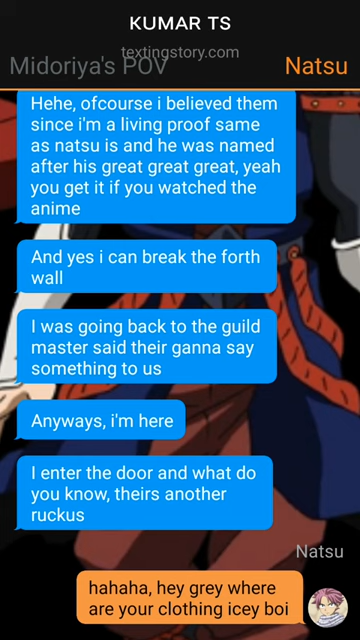 KUMAR TS
textingstory.com
Midoriya's POV
Natsu
Hehe, ofcourse i believed them
since i'm a living proof same
as natsu is and he was named
after his great great great, yeah
you get it if you watched the
anime
And yes i can break the forth
wall
I was going back to the guild
master said their ganna say
something to us
Anyways, i'm here
I enter the door and what do
you know, theirs another
ruckus
Natsu
hahaha, hey grey where
are your clothing icey boi